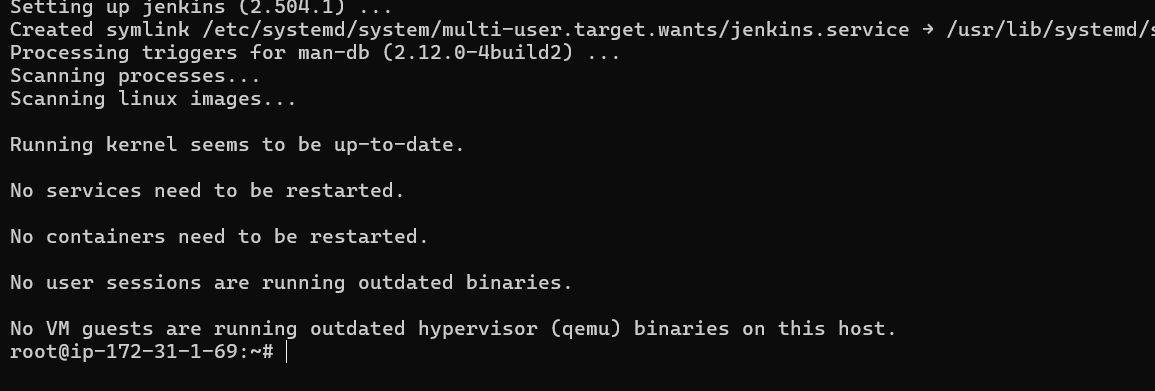 Setting up jenkins (2.504.1) ...
Created symlink /etc/systemd/system/multi-user.target.wants/jenkins.service → /usr/lib/systemd/s
Processing triggers for man-db (2.12.0-4build2) ...
Scanning processes...
Scanning linux images...
Running kernel seems to be up-to-date.
No services need to be restarted.
No containers need to be restarted.
No user sessions are running outdated binaries.
No VM guests are running outdated hypervisor (qemu) binaries on this host.
root@ip-172-31-1-69:~#